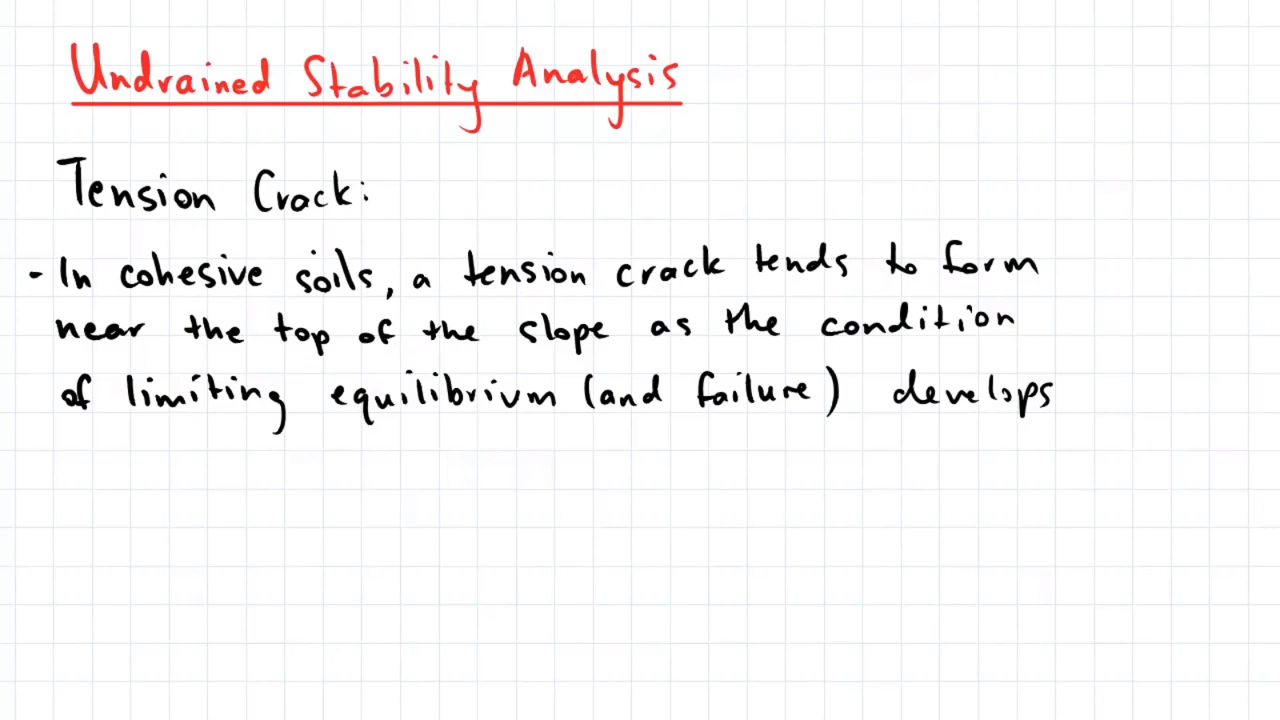 Undrained Stability Analysis
Tension Crack:
- In cohesive soils, a tension crack tends to form
near the top of the slope as the condition
of limiting equilibrium (and failure) develops